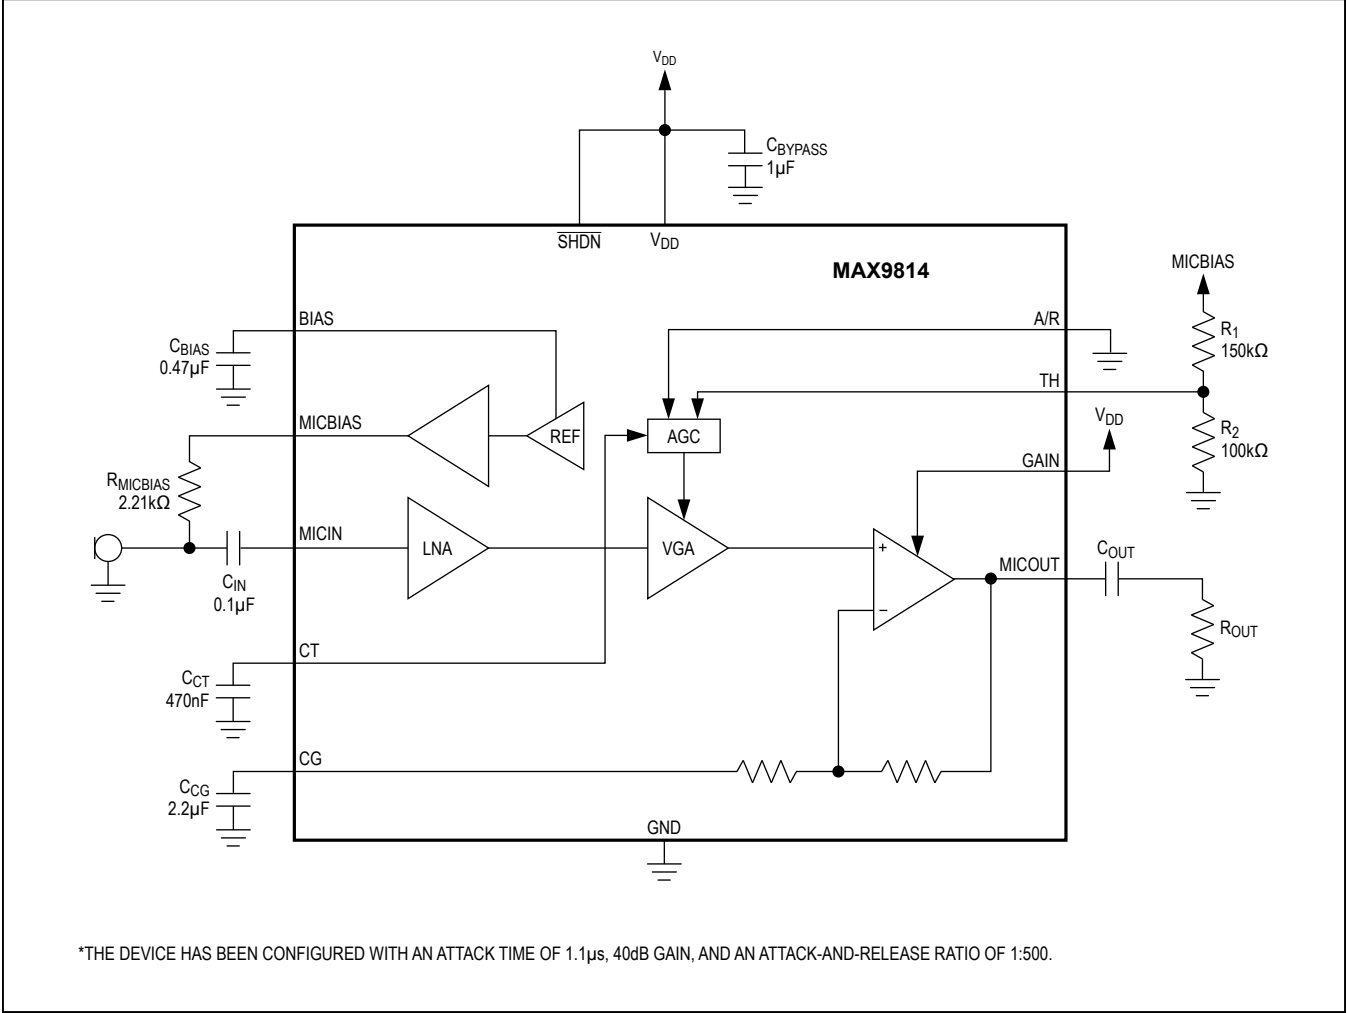 VDD
CBYPASS
1µF
SHDN
VDD
MAX9814
MICBIAS
BIAS
A/R
R1
150kΩ
CBIAS
0.47µF
TH
VDD
MICBIAS
REF
AGC
R2
100kΩ
GAIN
RMICBIAS
2.21kΩ
MICIN
LNA
VGA
+
−
MICOUT
COUT
CIN
0.1µF
ROUT
CT
CCT
470nF
CG
CCG
2.2µF
GND
*THE DEVICE HAS BEEN CONFIGURED WITH AN ATTACK TIME OF 1.1µs, 40dB GAIN, AND AN ATTACK-AND-RELEASE RATIO OF 1:500.